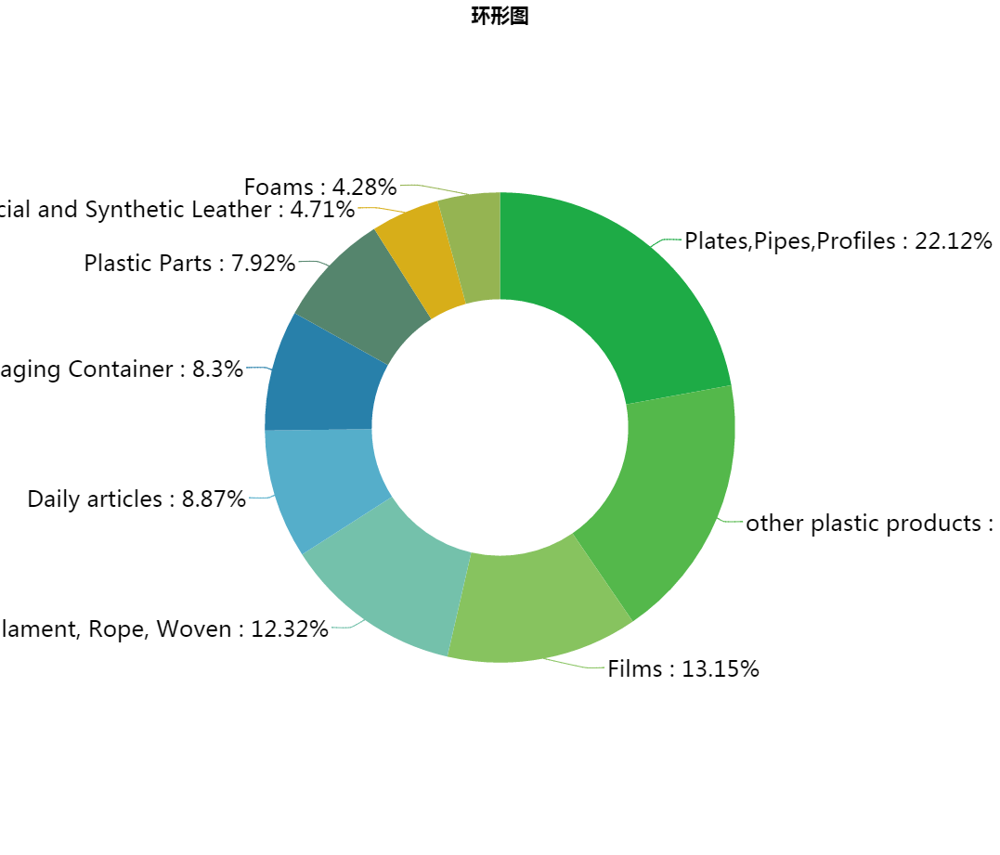 环形图
Foams : 4.28%
cial and Synthetic Leather : 4.71%
Plates,Pipes,Profiles : 22.12%
Plastic Parts : 7.92%
aging Container : 8.3%
Daily articles : 8.87%
other plastic products :
lament, Rope, Woven : 12.32%
Films : 13.15%